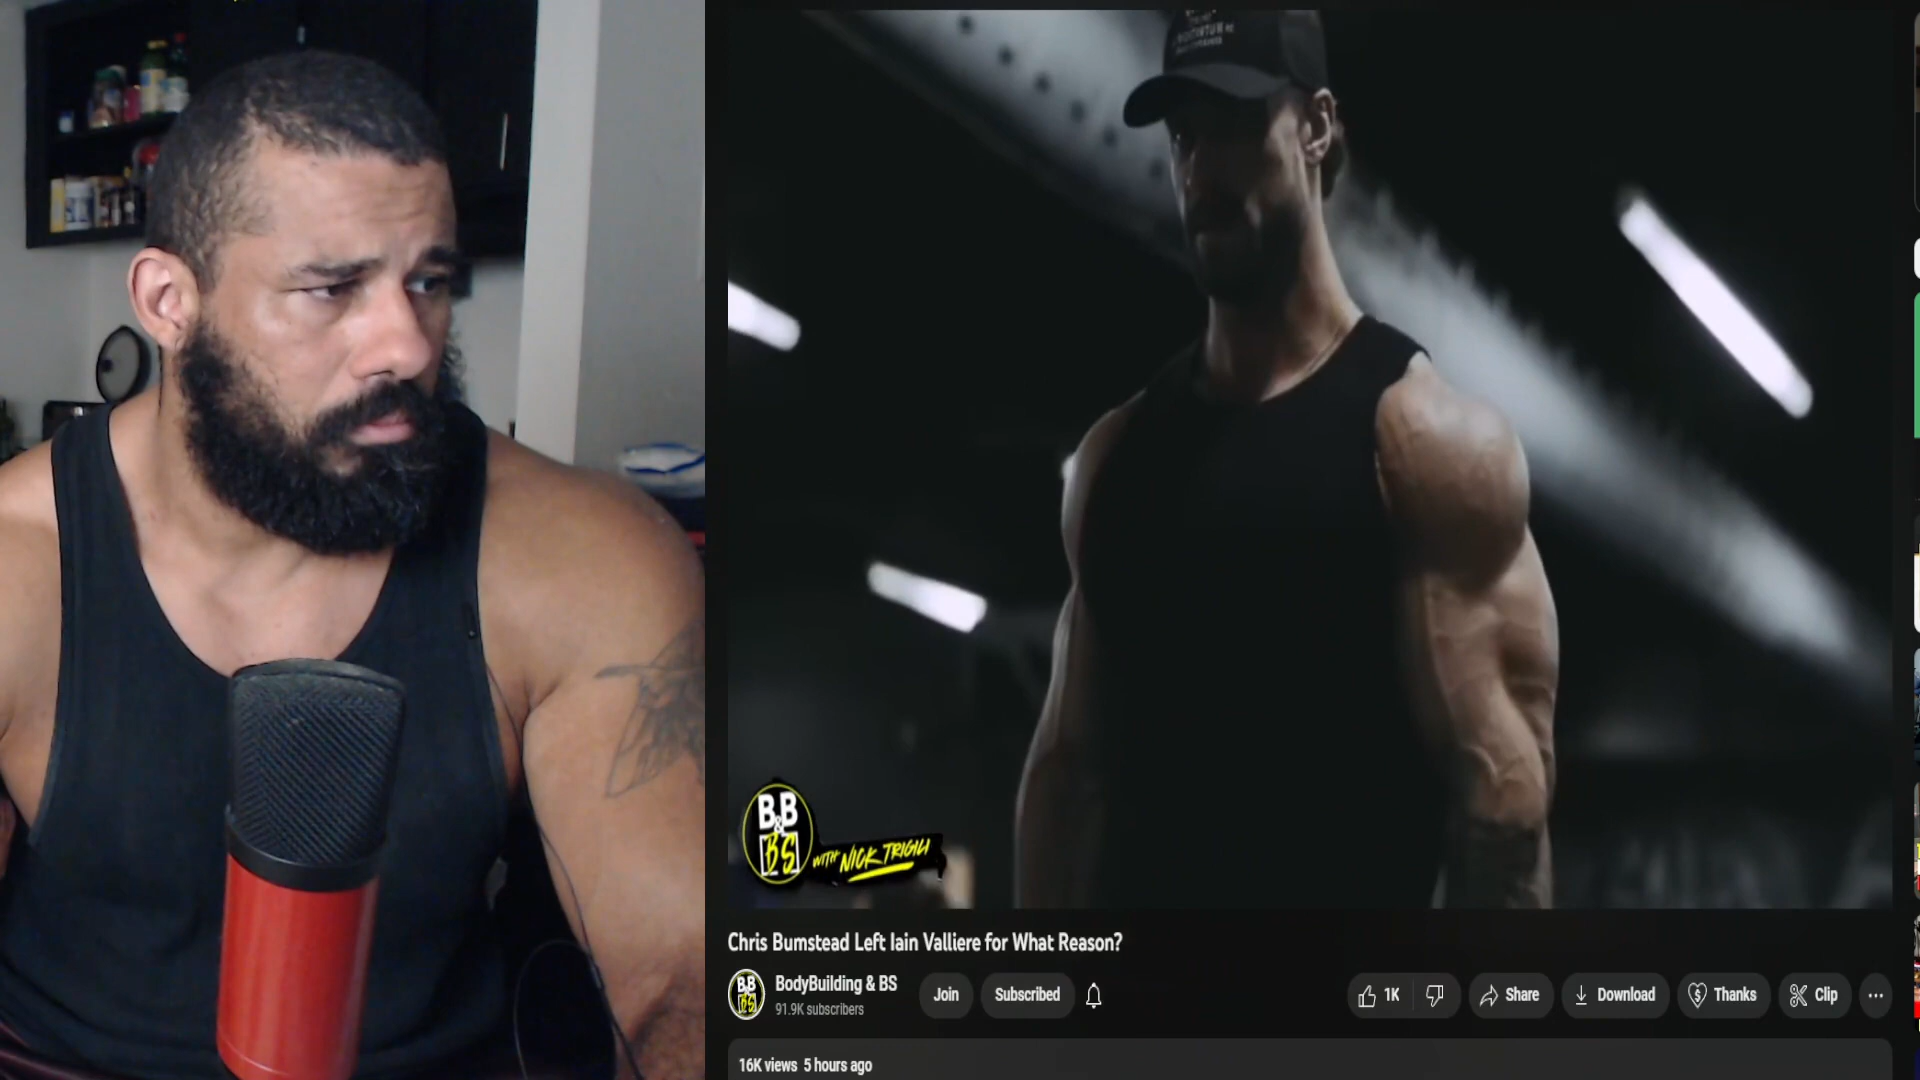 B&B
BS
WITH NICK TRIGILI
Chris Bumstead Left Iain Valliere for What Reason?
BodyBuilding & BS
91.9K subscribers
Join
Subscribed
1K
Share
Download
Thanks
Clip
16K views 5 hours ago